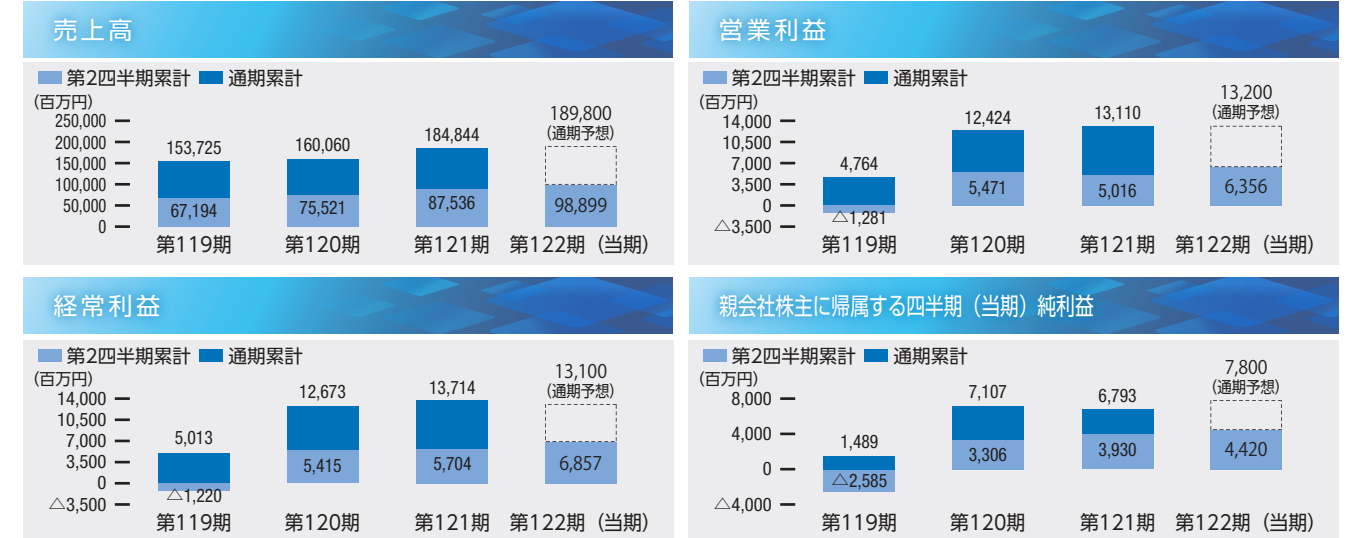 売上高
第2四半期累計 通期累計
(百万円)
250,000
200,000
150,000
100,000
50,000
0
153,725
160,060
184,844
189,800
(通期予想)
67,194
75,521
87,536
98,899
第119期 第120期 第121期 第122期（当期）
営業利益
第2四半期累計 通期累計
(百万円)
14,000
10,500
7,000
3,500
0
△3,500
4,764
12,424
13,110
13,200
(通期予想)
△1,281
5,471
5,016
6,356
第119期 第120期 第121期 第122期（当期）
経常利益
第2四半期累計 通期累計
(百万円)
14,000
10,500
7,000
3,500
0
△3,500
5,013
12,673
13,714
13,100
(通期予想)
△1,220
5,415
5,704
6,857
第119期 第120期 第121期 第122期（当期）
親会社株主に帰属する四半期（当期）純利益
第2四半期累計 通期累計
(百万円)
8,000
4,000
0
△4,000
1,489
7,107
6,793
7,800
(通期予想)
△2,585
3,306
3,930
4,420
第119期 第120期 第121期 第122期（当期）